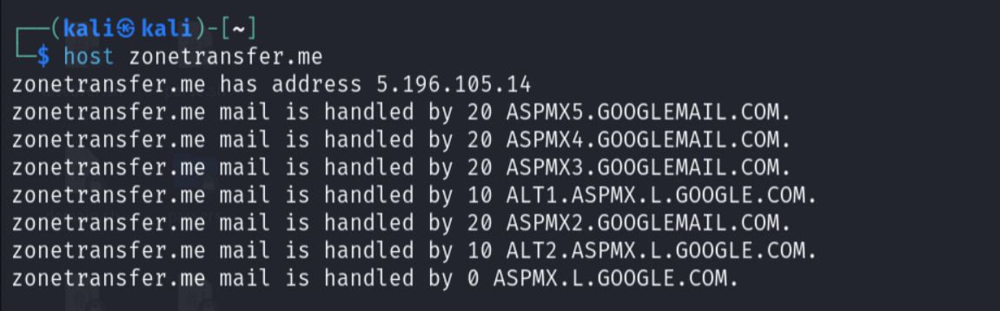 (kali㉿kali)-[~]
$ host zonetransfer.me
zonetransfer.me has address 5.196.105.14
zonetransfer.me mail is handled by 20 ASPMX5.GOOGLEMAIL.COM.
zonetransfer.me mail is handled by 20 ASPMX4.GOOGLEMAIL.COM.
zonetransfer.me mail is handled by 20 ASPMX3.GOOGLEMAIL.COM.
zonetransfer.me mail is handled by 10 ALT1.ASPMX.L.GOOGLE.COM.
zonetransfer.me mail is handled by 20 ASPMX2.GOOGLEMAIL.COM.
zonetransfer.me mail is handled by 10 ALT2.ASPMX.L.GOOGLE.COM.
zonetransfer.me mail is handled by 0 ASPMX.L.GOOGLE.COM.